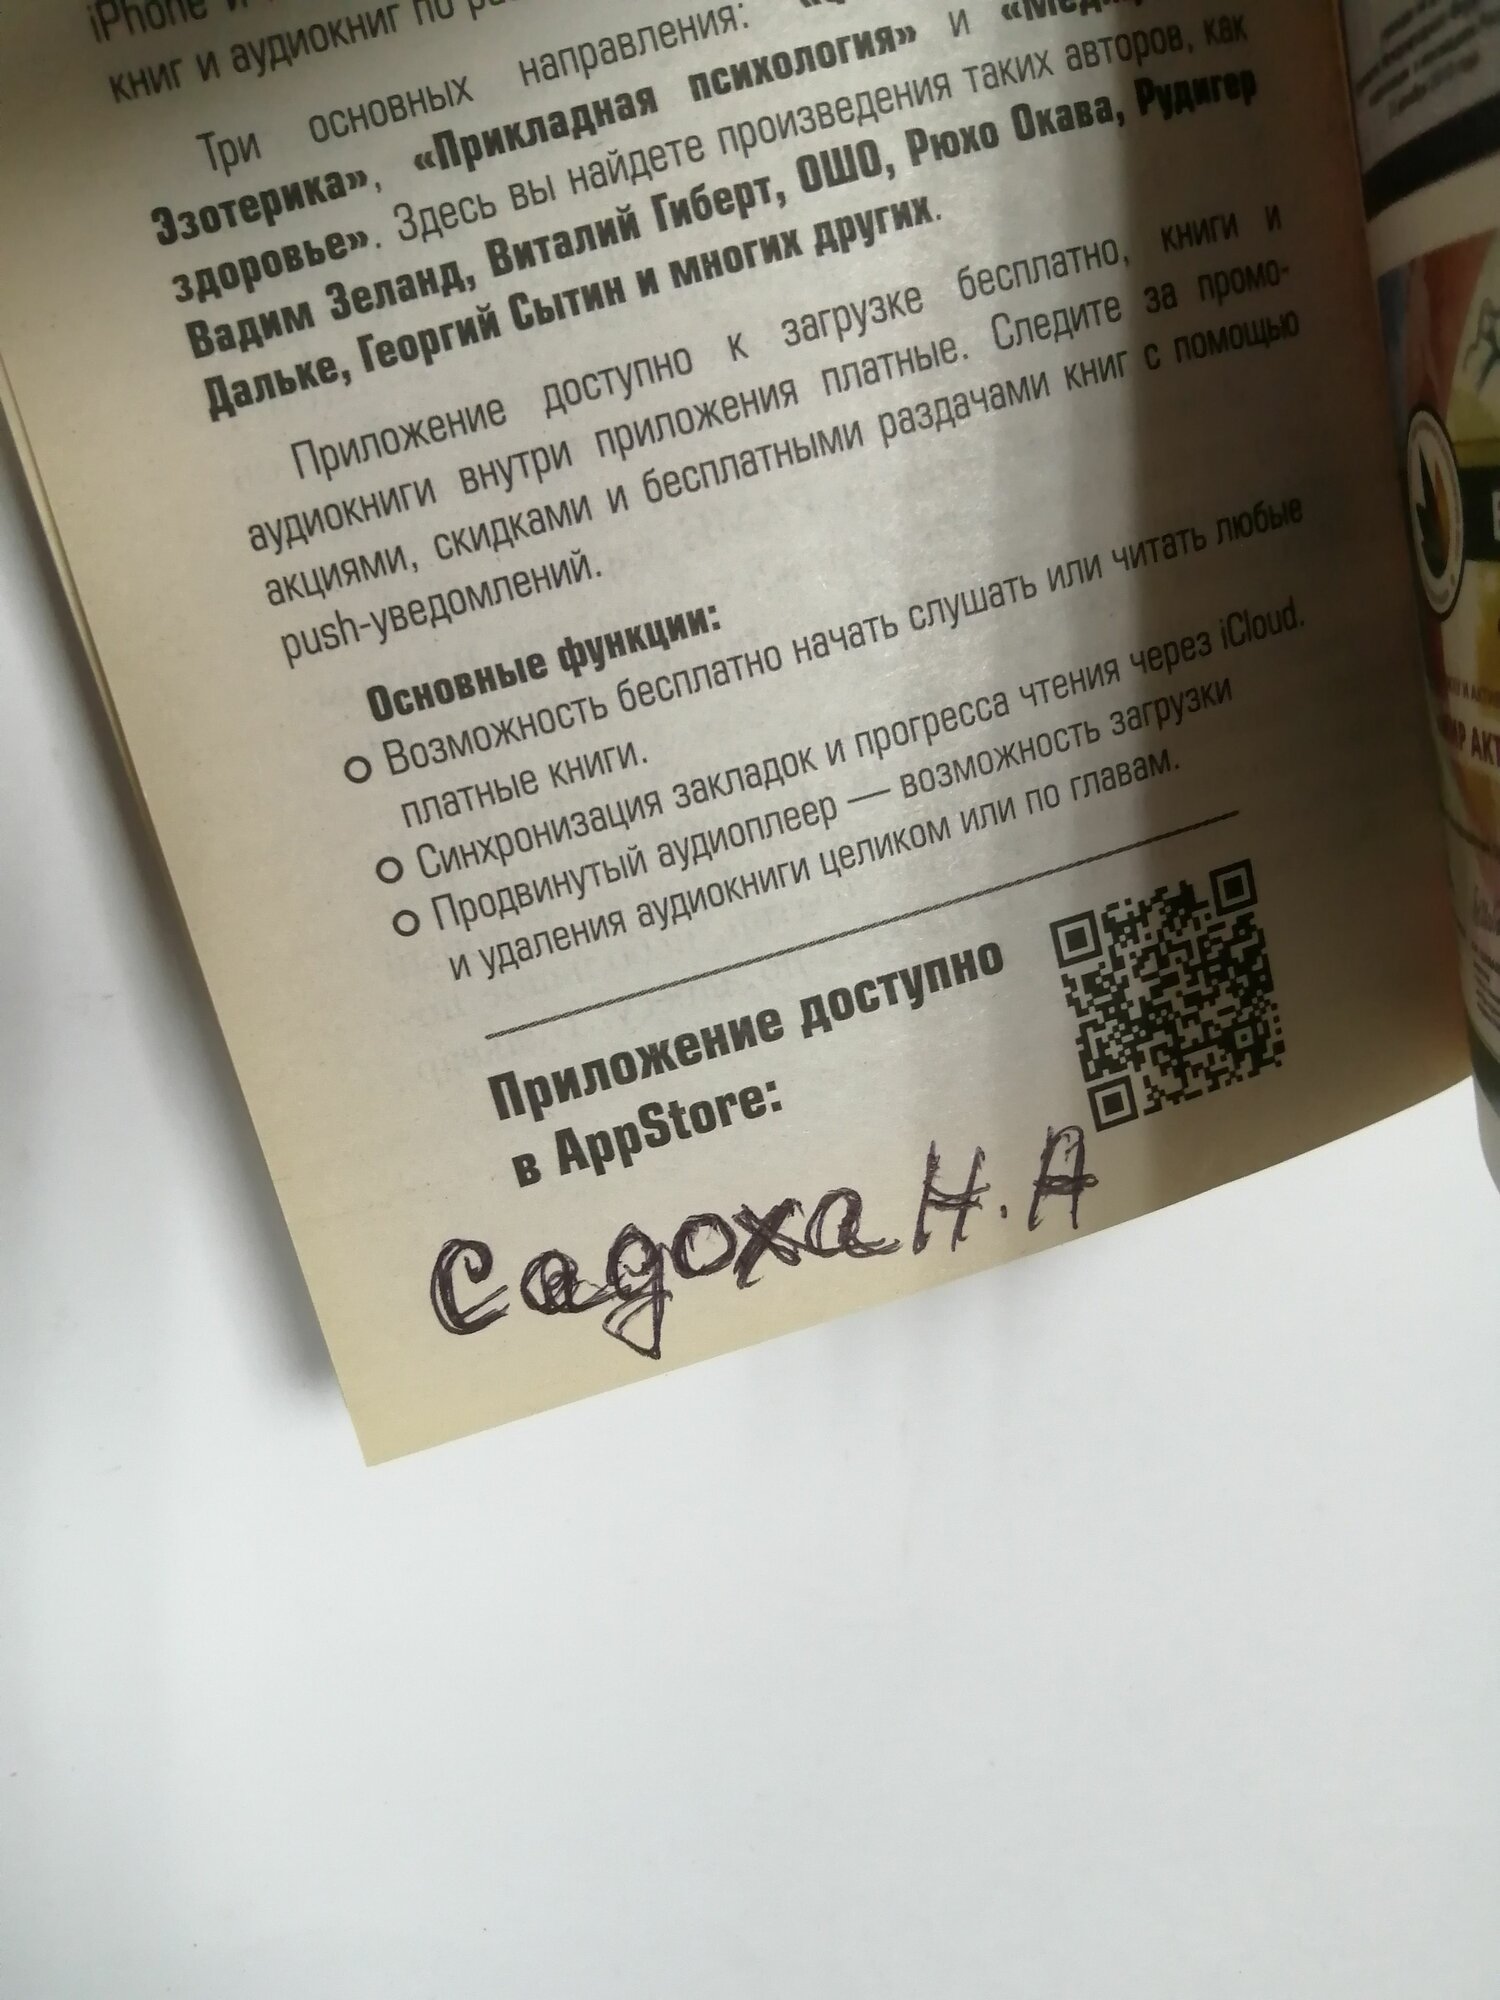 iPhone и
книг и аудиокниг по
Три основных направления:
Эзотерика», «Прикладная психология» и
здоровье». Здесь вы найдете произведения таких авторов, как
Вадим Зеланд, Виталий Гиберт, ОШО, Рюхо Окава, Рудигер
Дальке, Георгий Сытин и многих других.
Приложение доступно к загрузке бесплатно, книги и
аудиокниги внутри приложения платные. Следите за промо-
акциями, скидками и бесплатными раздачами книг с помощью
push-уведомлений.
Основные функции:
Возможность бесплатно начать слушать или читать любые
платные книги.
Синхронизация закладок и прогресса чтения через iCloud.
Продвинутый аудиоплеер — возможность загрузки
и удаления аудиокниги целиком или по главам.
Приложение доступно
в AppStore:
Садоха Н.А